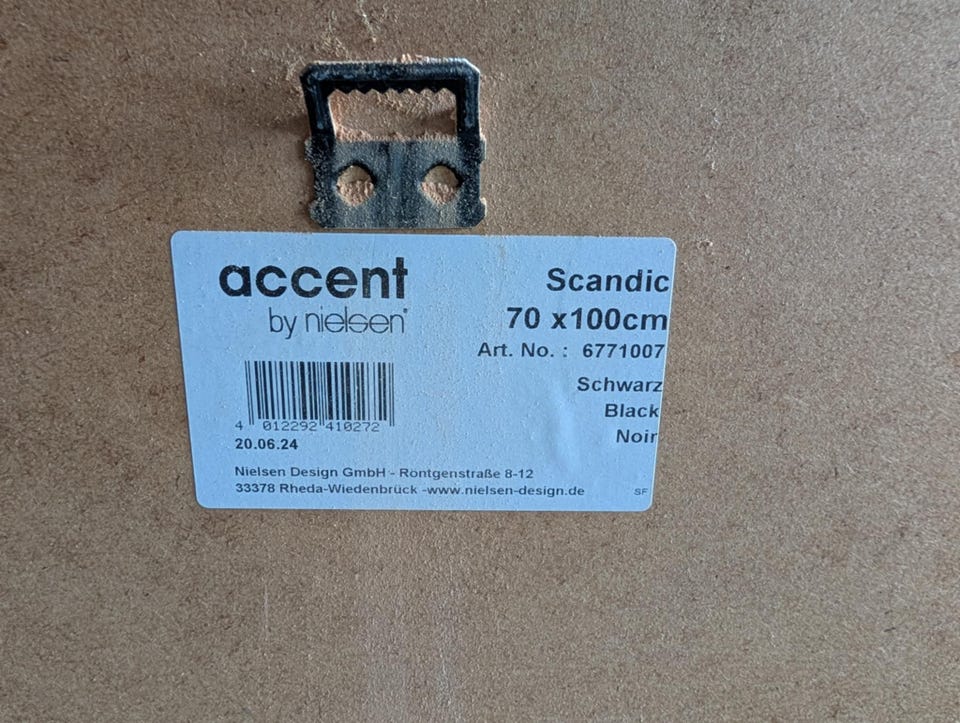 accent
by nielsen®
Scandic
70 x100cm
Art. No. : 6771007
Schwarz
Black
Noir
4 012292 410272
20.06.24
Nielsen Design GmbH - Röntgenstraße 8-12
33378 Rheda-Wiedenbrück -www.nielsen-design.de
SF